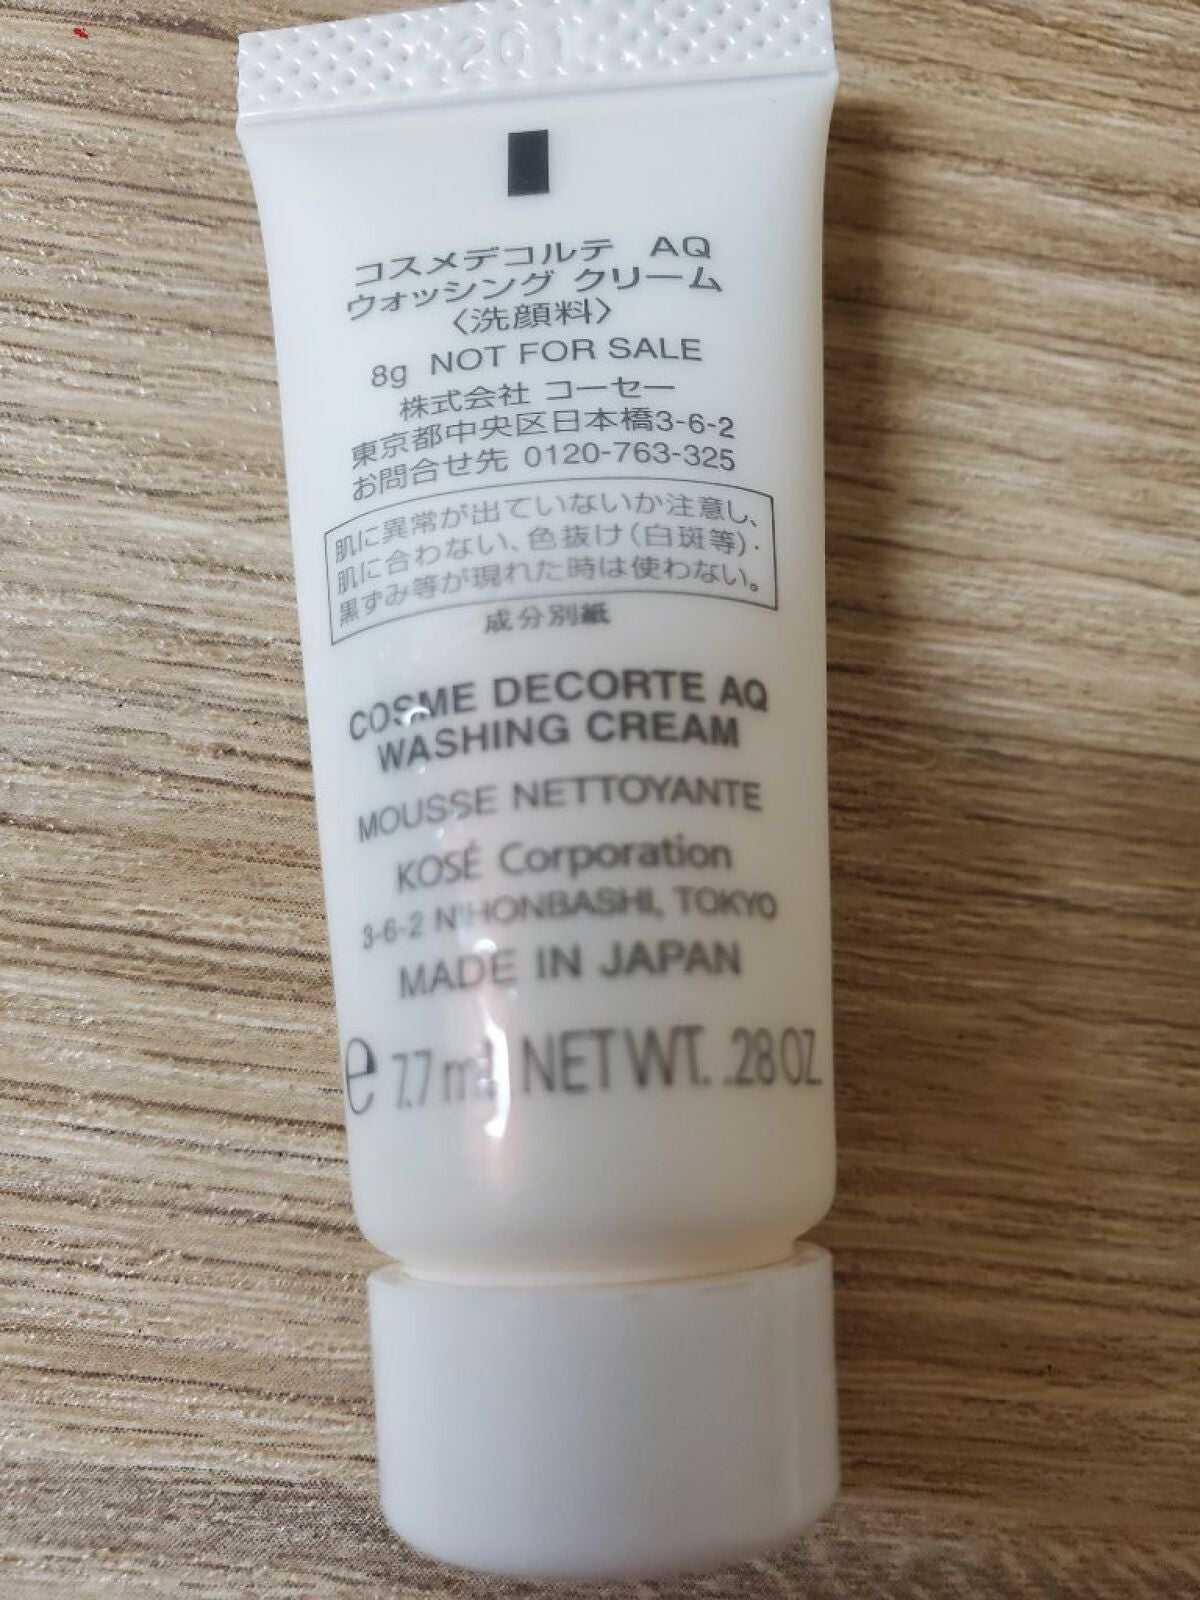 201
コスメデコルテ AQ
ウォッシング クリーム
〈洗顔料〉
8g NOT FOR SALE
株式会社 コーセー
東京都中央区日本橋3-6-2
お問合せ先 0120-763-325
肌に異常が出ていないか注意し、
肌に合わない、色抜け(白斑等)・
黒ずみ等が現れた時は使わない。
成分別紙
COSME DECORTE AQ
WASHING CREAM
MOUSSE NETTOYANTE
KOSÉ Corporation
3-6-2 NIHONBASHI, TOKYO
MADE IN JAPAN
e 7.7 mL NET WT. .28 OZ.